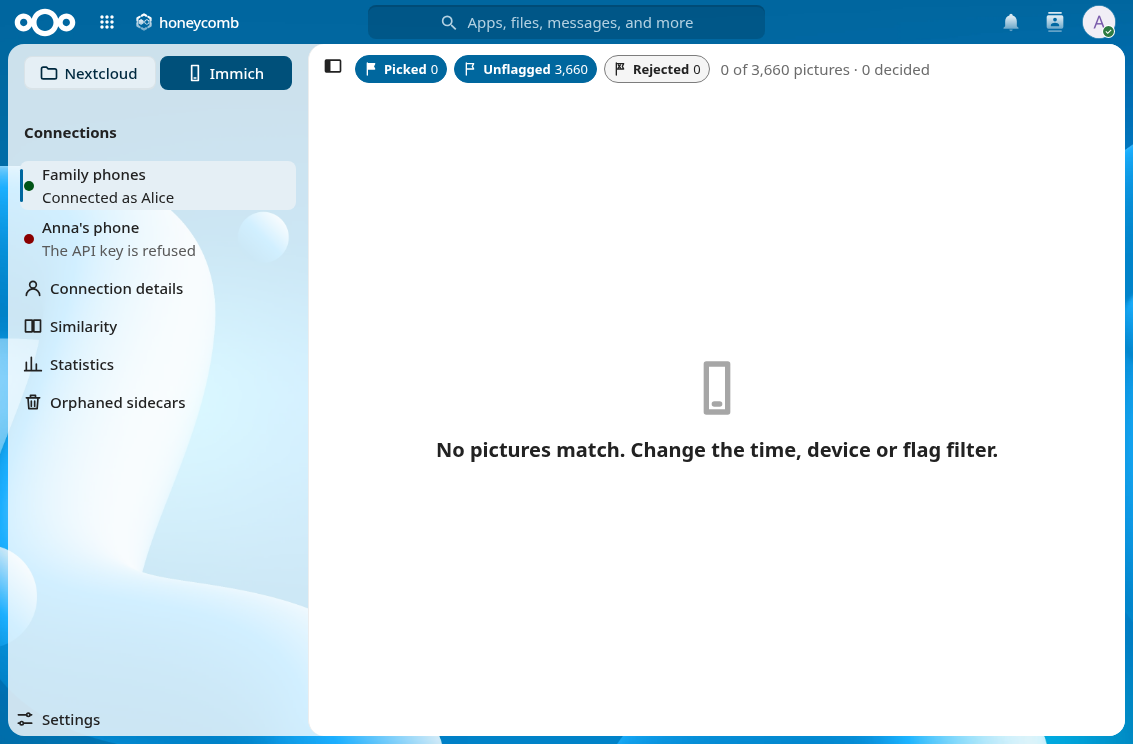 honeycomb
Apps, files, messages, and more
A
Nextcloud
Immich
Picked 0
Unflagged 3,660
Rejected 0
0 of 3,660 pictures · 0 decided
Connections
Family phones
Connected as Alice
Anna's phone
The API key is refused
Connection details
Similarity
Statistics
Orphaned sidecars
No pictures match. Change the time, device or flag filter.
Settings